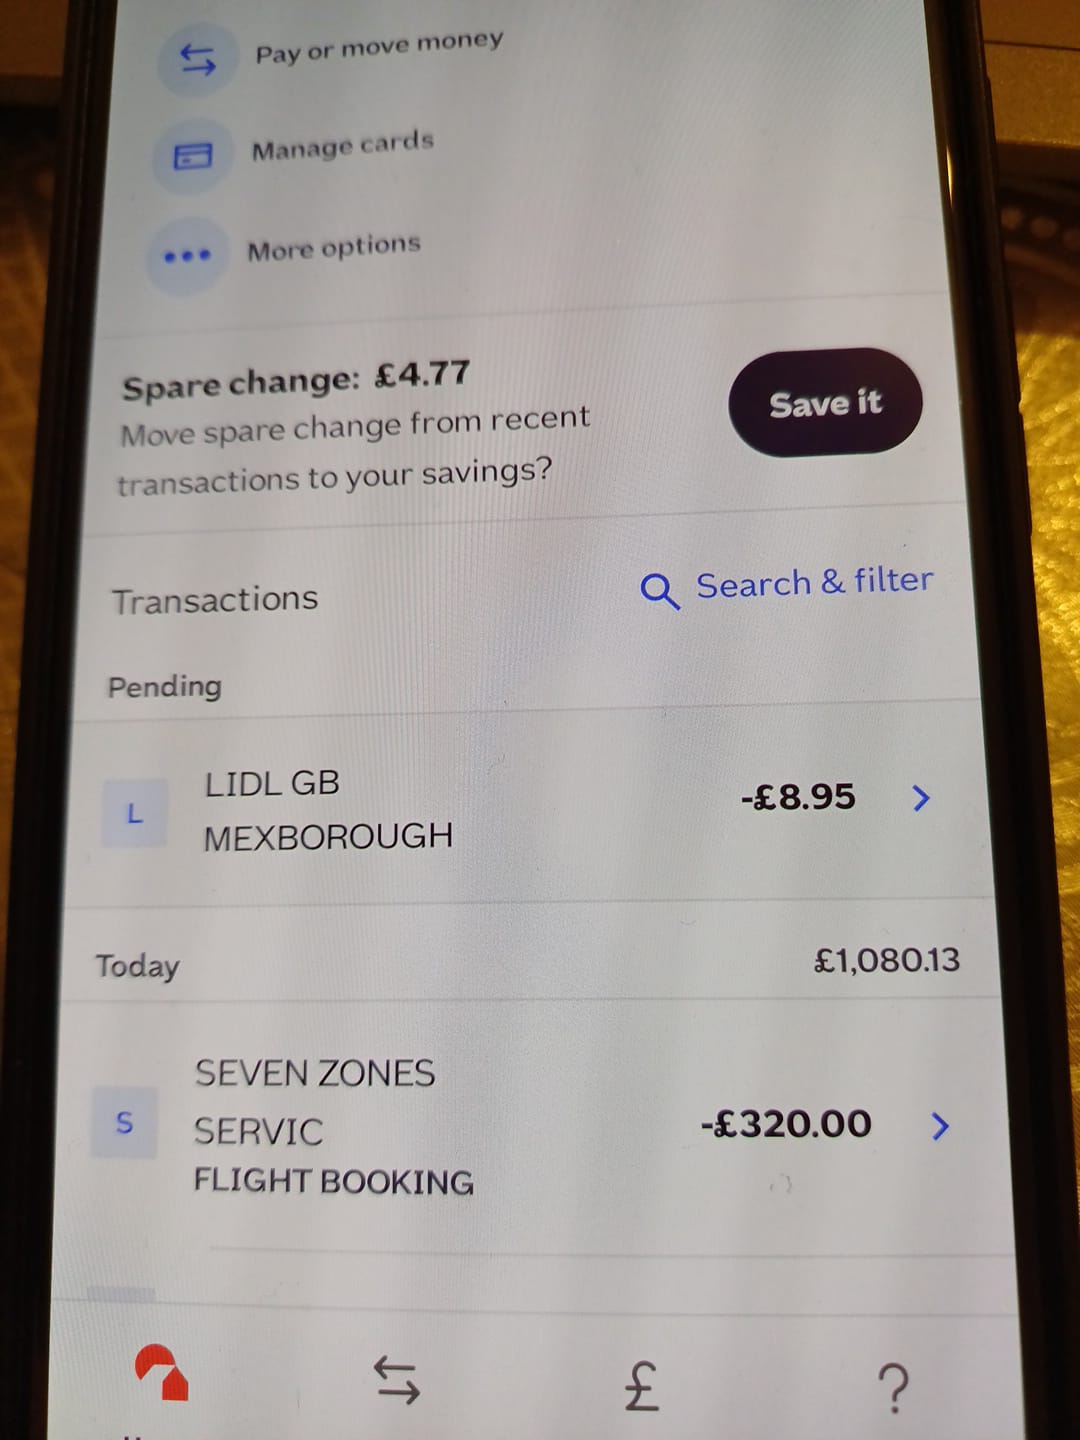 Pay or move money
Manage cards
More options
Spare change: £4.77
Move spare change from recent
transactions to your savings?
Save it
Transactions
Search & filter
Pending
L
LIDL GB
MEXBOROUGH
-£8.95
Today
£1,080.13
S
SEVEN ZONES
SERVIC
FLIGHT BOOKING
-£320.00
£
?